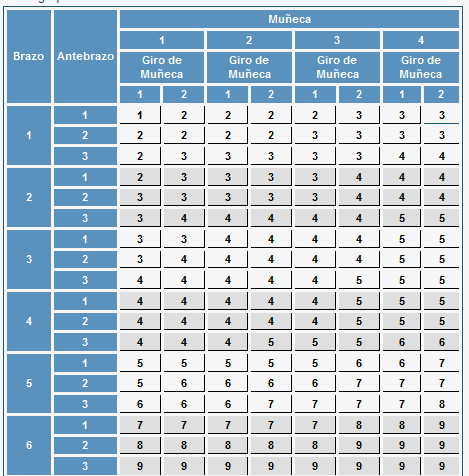 Muñeca
Brazo Antebrazo 1 2 3 4
Giro de Muñeca Giro de Muñeca Giro de Muñeca Giro de Muñeca
1 2 1 2 1 2 1 2
1 1 1 2 2 2 2 3 3 3
2 2 2 2 2 3 3 3 3
3 2 3 3 3 3 3 4 4
2 1 2 3 3 3 3 4 4 4
2 3 3 3 3 3 4 4 4
3 3 4 4 4 4 4 5 5
3 1 3 3 4 4 4 4 5 5
2 3 4 4 4 4 4 5 5
3 4 4 4 4 4 5 5 5
4 1 4 4 4 4 4 5 5 5
2 4 4 4 4 4 5 5 5
3 4 4 4 5 5 5 6 6
5 1 5 5 5 5 5 6 6 7
2 5 6 6 6 6 7 7 7
3 6 6 6 7 7 7 7 8
6 1 7 7 7 7 7 8 8 9
2 8 8 8 8 8 9 9 9
3 9 9 9 9 9 9 9 9